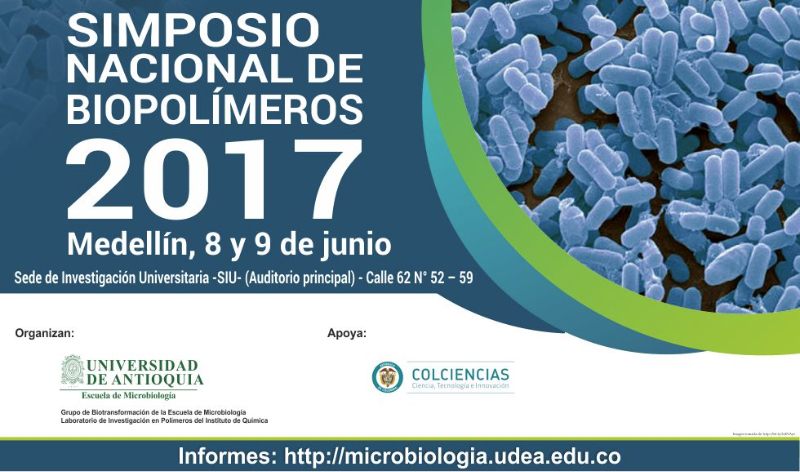 SIMPOSIO
NACIONAL DE
BIOPOLÍMEROS
2017
Medellín, 8 y 9 de junio
Sede de Investigación Universitaria -SIU- (Auditorio principal) - Calle 62 N° 52 – 59
Organizan:
Apoya:
UNIVERSIDAD
DE ANTIOQUIA
Escuela de Microbiología
COLCIENCIAS
Ciencia, Tecnología e Innovación
Grupo de Biotransformación de la Escuela de Microbiología
Laboratorio de Investigación en Polímeros del Instituto de Química
Informes: http://microbiologia.udea.edu.co